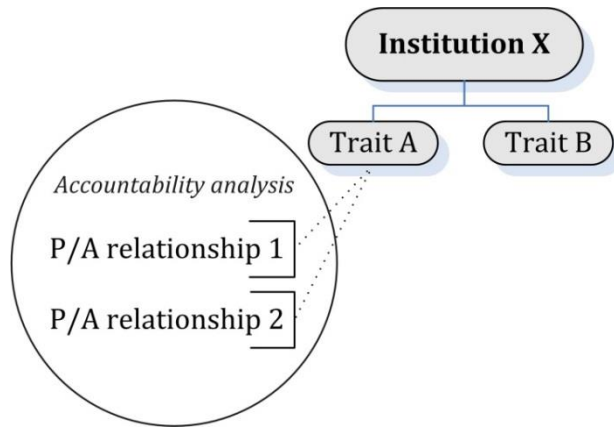 Institution X
Trait A
Trait B
Accountability analysis
P/A relationship 1
P/A relationship 2